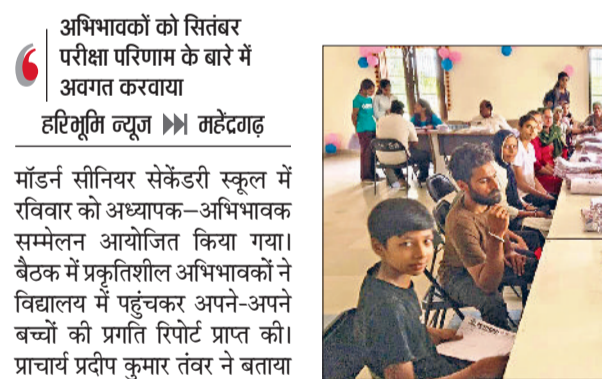 अभिभावकों को सितंबर
परीक्षा परिणाम के बारे में
अवगत करवाया
हरिभूमि न्यूज महेंद्रगढ़
मॉडर्न सीनियर सेकेंडरी स्कूल में
रविवार को अध्यापक–अभिभावक
सम्मेलन आयोजित किया गया।
बैठक में प्रकृतिशील अभिभावकों ने
विद्यालय में पहुंचकर अपने-अपने
बच्चों की प्रगति रिपोर्ट प्राप्त की।
प्राचार्य प्रदीप कुमार तंवर ने बताया